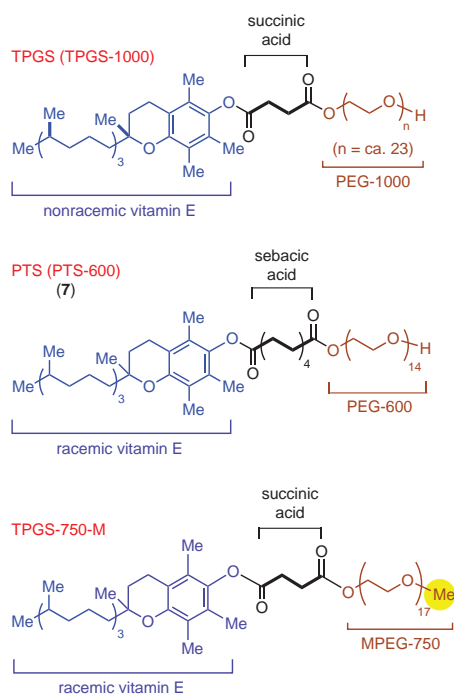 succinic
acid
TPGS (TPGS-1000)
Me
Me
O
O
O
O
O
O
H
n
Me
Me
3
O
Me
Me
(n = ca. 23)
PEG-1000
nonracemic vitamin E
sebacic
acid
PTS (PTS-600)
(7)
Me
Me
O
O
O
O
O
O
H
4
14
Me
Me
3
O
Me
Me
PEG-600
racemic vitamin E
succinic
acid
TPGS-750-M
Me
Me
O
O
O
O
O
O
Me
17
Me
Me
3
O
Me
Me
MPEG-750
racemic vitamin E